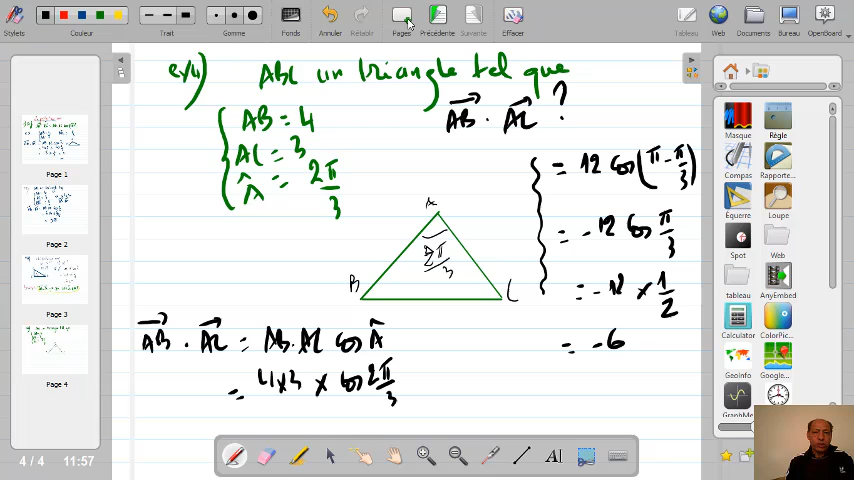 Stylets
Couleur
Gomme
Fonds
Annuler
Rétablir
Pages
Précédente
Suivante
Effacer
Tableau
Web
Documents
Bureau
OpenBoard
ex4) ABC un triangle tel que
AB = 4
AC = 3
Â = 2π/3
AB . AC ?
= 12 cos(π - π/3)
= -12 cos π/3
= -12 × 1/2
= -6
A
2π/3
B
C
AB . AC = AB.AC cos Â
= 4×3 × cos 2π/3
Page 1
Page 2
Page 3
Page 4
4 / 4 11:57
Masque
Règle
Compas
Rapporte...
Équerre
Loupe
Spot
Web
tableau
AnyEmbed
Calculator
ColorPic...
GeoInfo
Google...
GraphMe